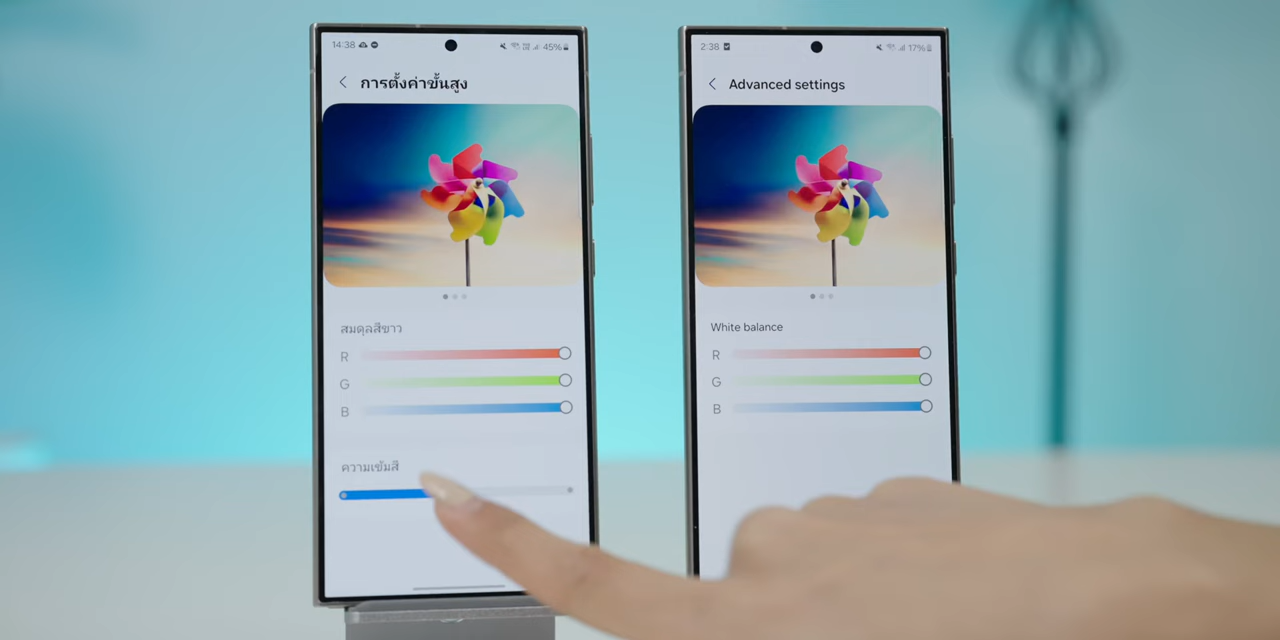 14:38
45%
การตั้งค่าขั้นสูง
สมดุลสีขาว
R
G
B
ความเข้มสี
2:38
17%
Advanced settings
White balance
R
G
B